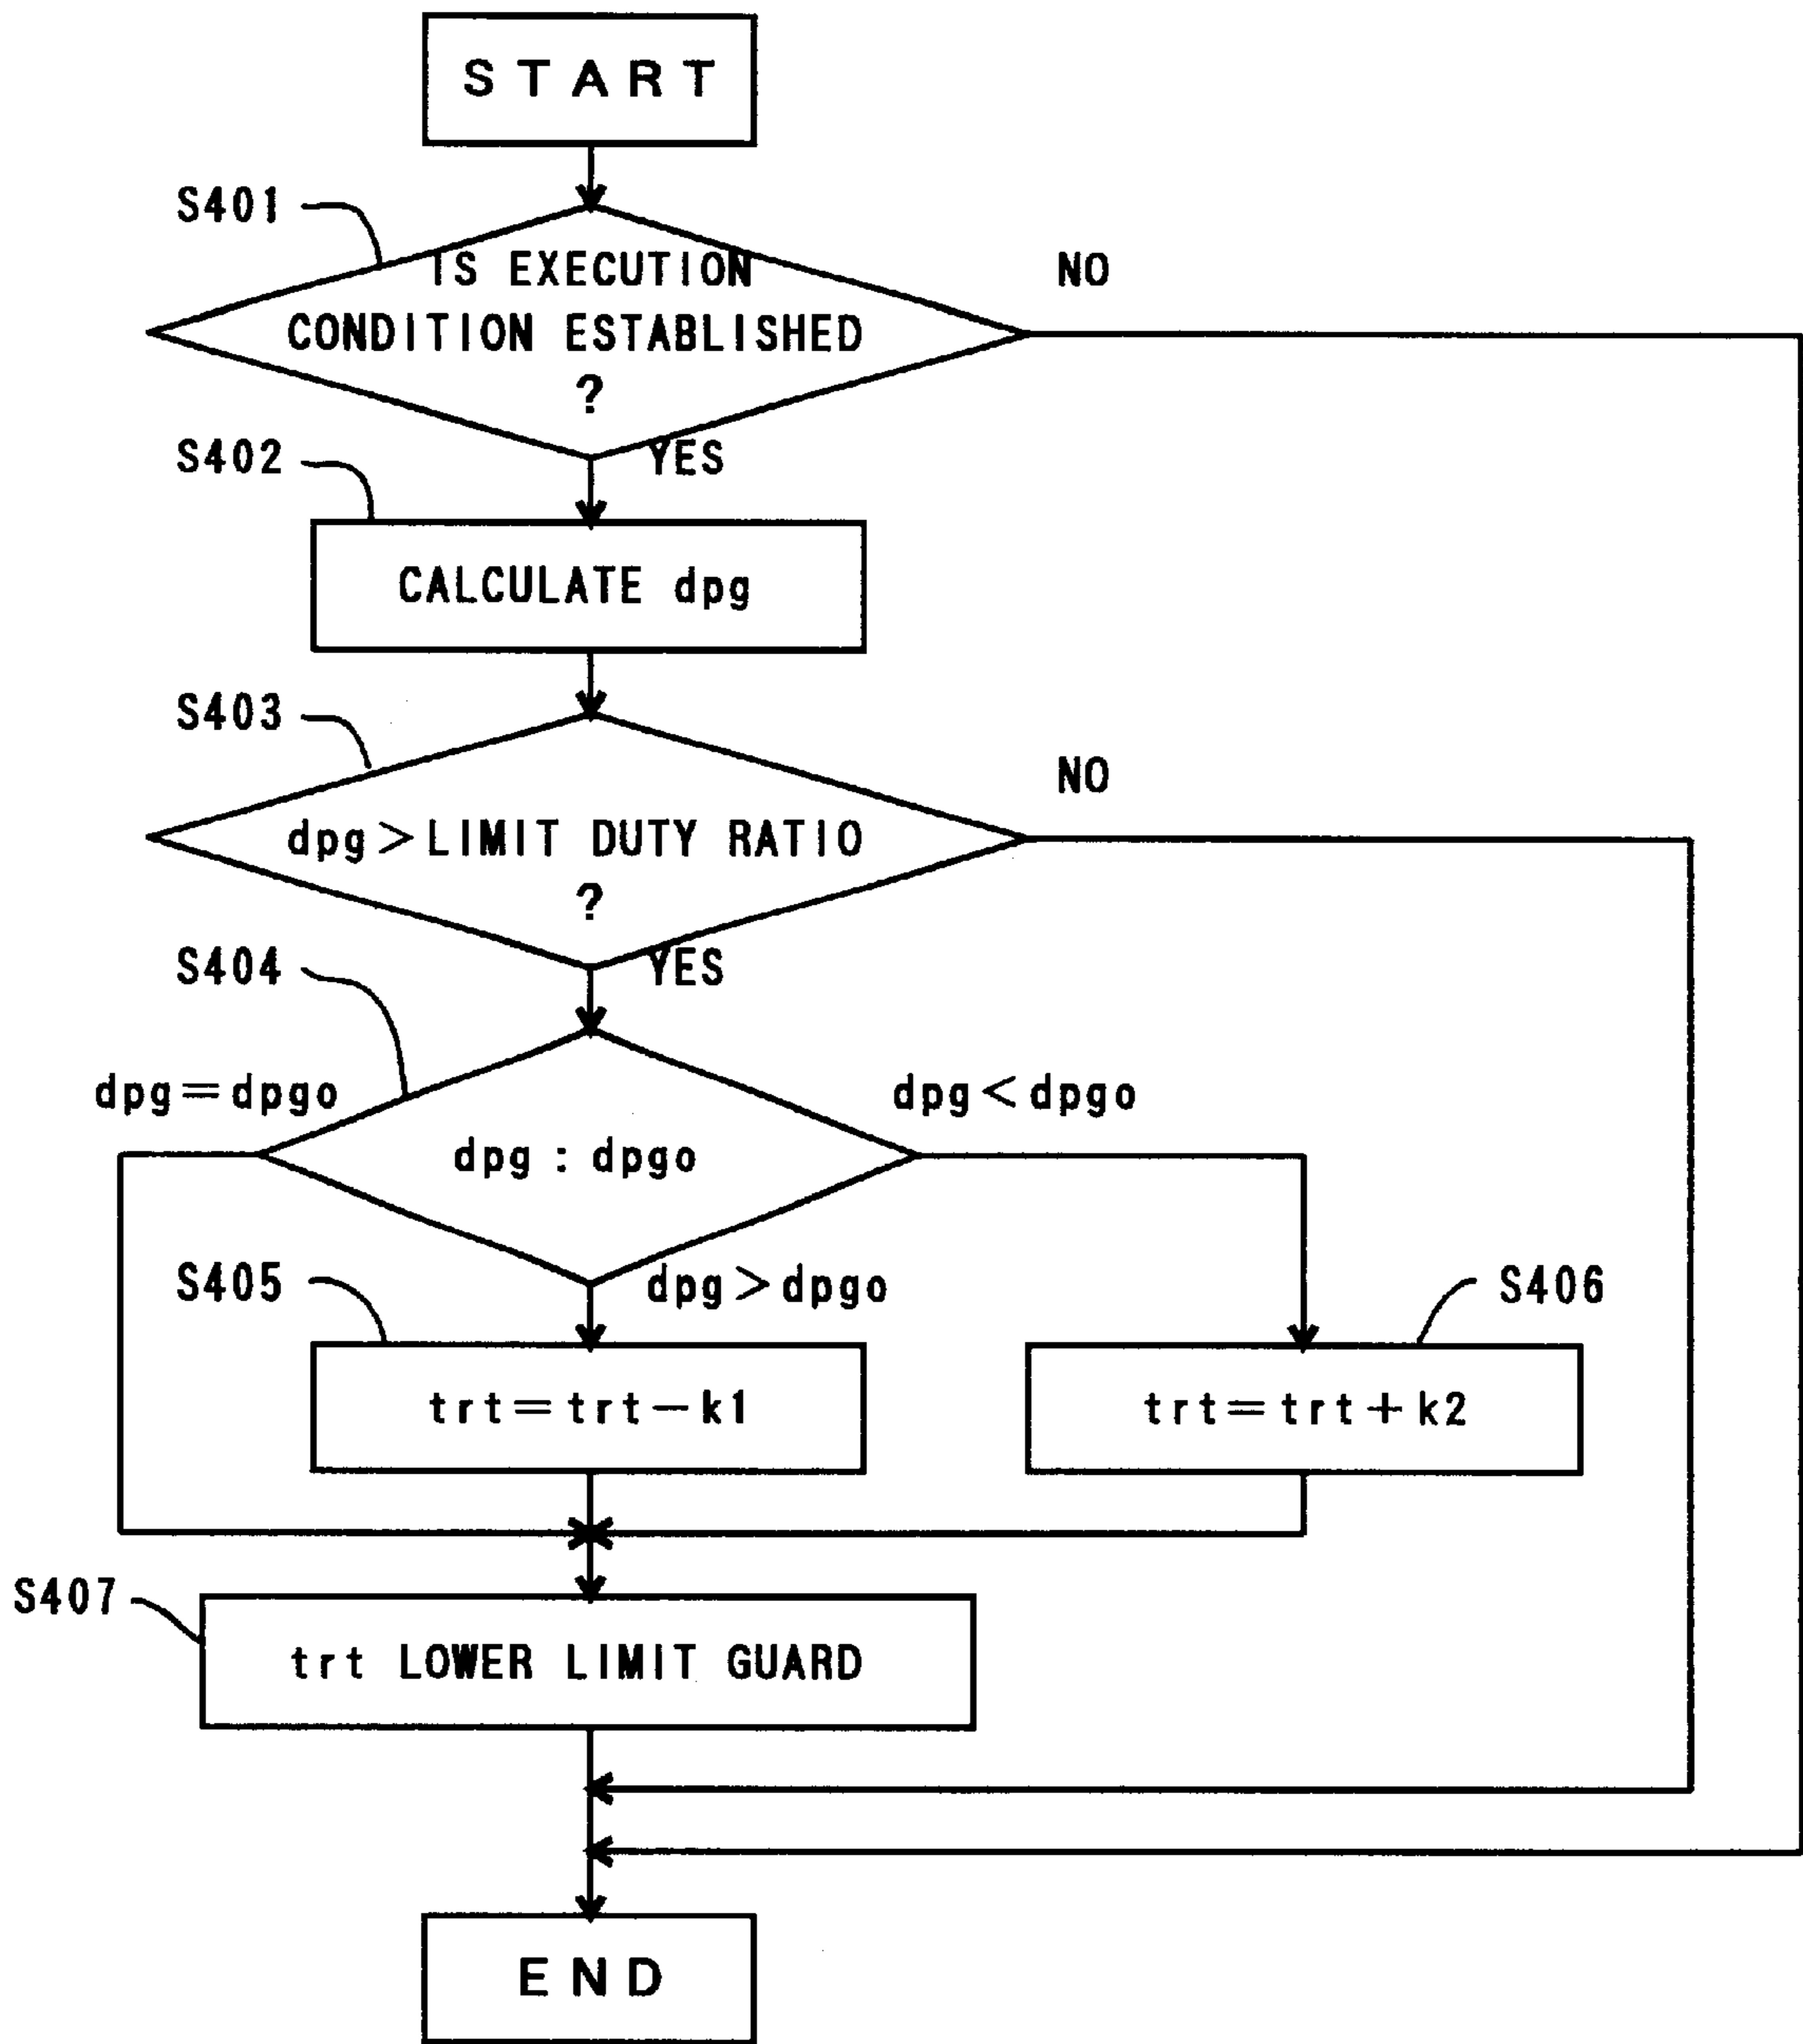 START
S401
IS EXECUTION
CONDITION ESTABLISHED
?
NO
YES
S402
CALCULATE dpg
S403
dpg>LIMIT DUTY RATIO
?
NO
YES
S404
dpg=dpgo
dpg<dpgo
dpg:dpgo
S405
dpg>dpgo
S406
trt=trt-k1
trt=trt+k2
S407
trt LOWER LIMIT GUARD
END